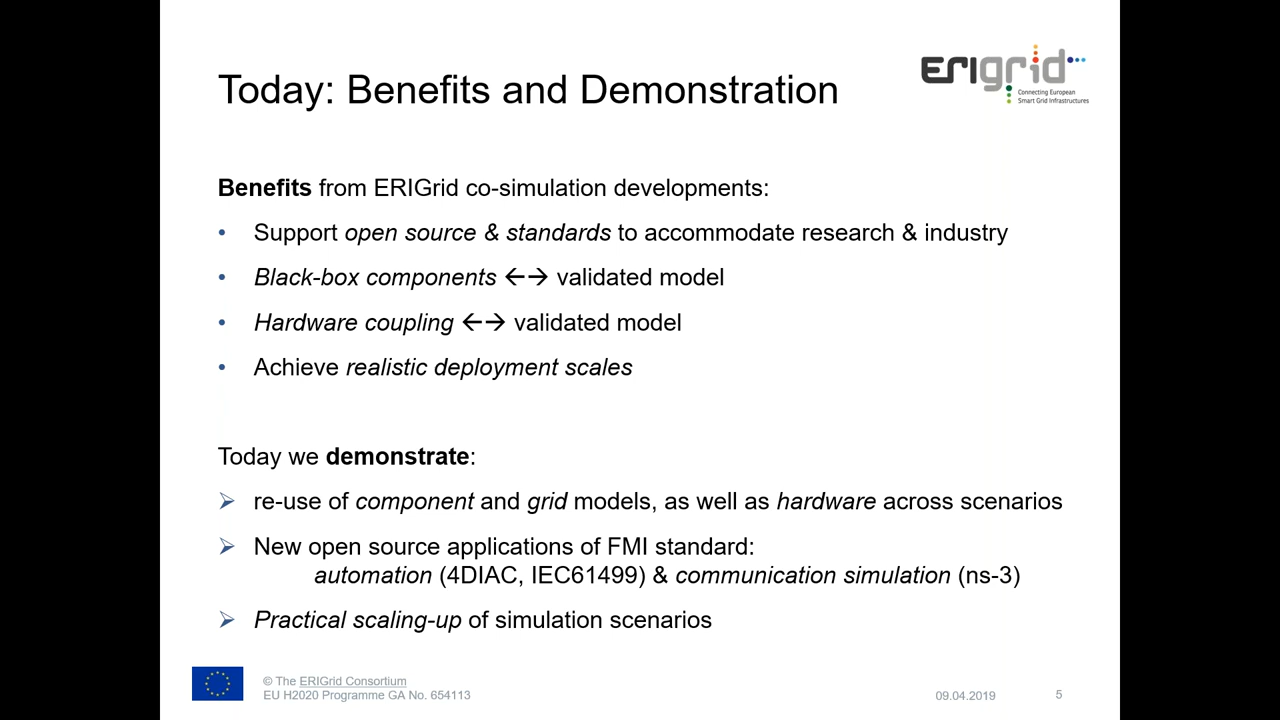 Today: Benefits and Demonstration
ERIgrid
Connecting European
Smart Grid Infrastructures
Benefits from ERIGrid co-simulation developments:
• Support open source & standards to accommodate research & industry
• Black-box components ←→ validated model
• Hardware coupling ←→ validated model
• Achieve realistic deployment scales
Today we demonstrate:
➢ re-use of component and grid models, as well as hardware across scenarios
➢ New open source applications of FMI standard:
automation (4DIAC, IEC61499) & communication simulation (ns-3)
➢ Practical scaling-up of simulation scenarios
© The ERIGrid Consortium
EU H2020 Programme GA No. 654113
09.04.2019
5